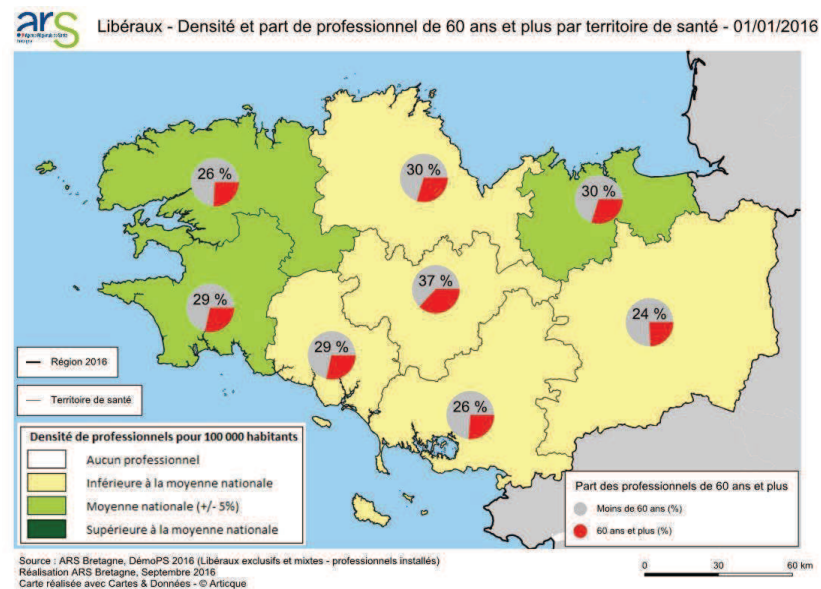 ars
Libéraux - Densité et part de professionnel de 60 ans et plus par territoire de santé - 01/01/2016
26 %
30 %
30 %
37 %
29 %
24 %
29 %
26 %
Région 2016
Territoire de santé
Densité de professionnels pour 100 000 habitants
Aucun professionnel
Inférieure à la moyenne nationale
Moyenne nationale (+/- 5%)
Supérieure à la moyenne nationale
Part des professionnels de 60 ans et plus
Moins de 60 ans (%)
60 ans et plus (%)
Source : ARS Bretagne, DémoPS 2016 (Libéraux exclusifs et mixtes - professionnels installés)
Réalisation ARS Bretagne, Septembre 2016
Carte réalisée avec Cartes & Données - © Articque
0 30 60 km